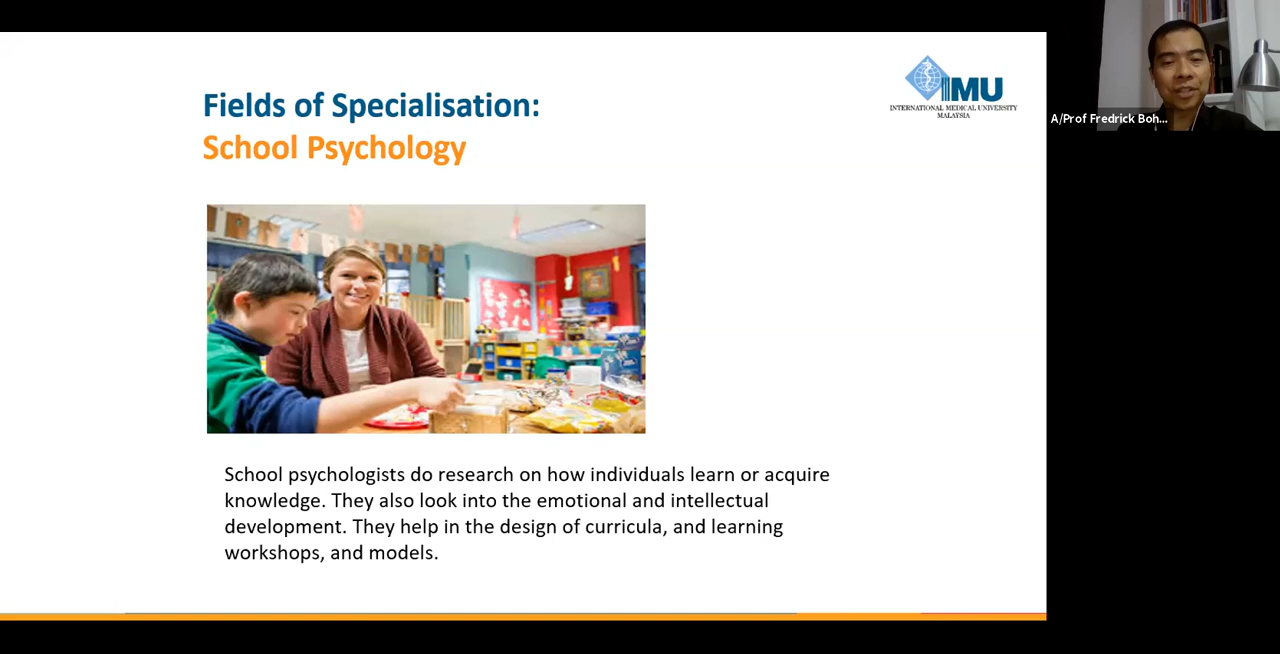 Fields of Specialisation:
School Psychology
IMU
INTERNATIONAL MEDICAL UNIVERSITY
MALAYSIA
A/Prof Fredrick Boh...
School psychologists do research on how individuals learn or acquire
knowledge. They also look into the emotional and intellectual
development. They help in the design of curricula, and learning
workshops, and models.